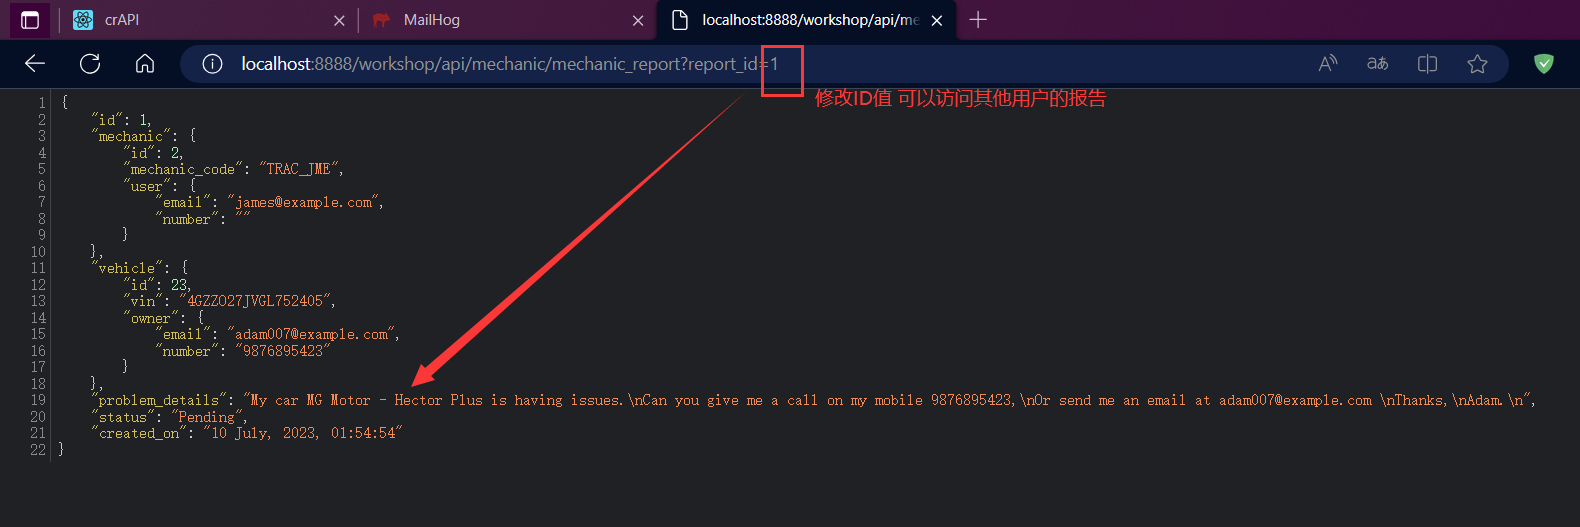 crAPI
MailHog
localhost:8888/workshop/api/me
localhost:8888/workshop/api/mechanic/mechanic_report?report_id=1
修改ID值 可以访问其他用户的报告
1 {
2 "id": 1,
3 "mechanic": {
4 "id": 2,
5 "mechanic_code": "TRAC_JME",
6 "user": {
7 "email": "james@example.com",
8 "number": ""
9 }
10 },
11 "vehicle": {
12 "id": 23,
13 "vin": "4GZZO27JVGL752405",
14 "owner": {
15 "email": "adam007@example.com",
16 "number": "9876895423"
17 }
18 },
19 "problem_details": "My car MG Motor - Hector Plus is having issues.\nCan you give me a call on my mobile 9876895423,\nOr send me an email at adam007@example.com \nThanks,\nAdam.\n",
20 "status": "Pending",
21 "created_on": "10 July, 2023, 01:54:54"
22 }